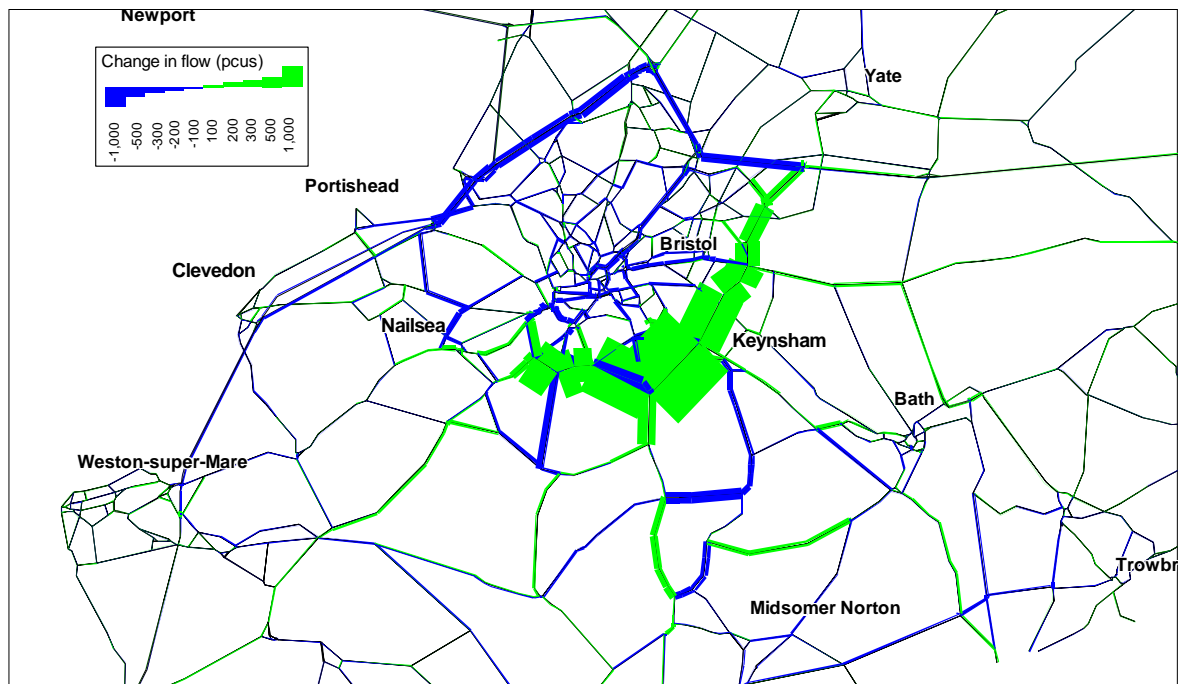 Newport
Change in flow (pcus)
-1,000
-500
-300
-200
-100
100
200
300
500
1,000
Yate
Portishead
Bristol
Clevedon
Nailsea
Keynsham
Bath
Weston-super-Mare
Trowbr
Midsomer Norton